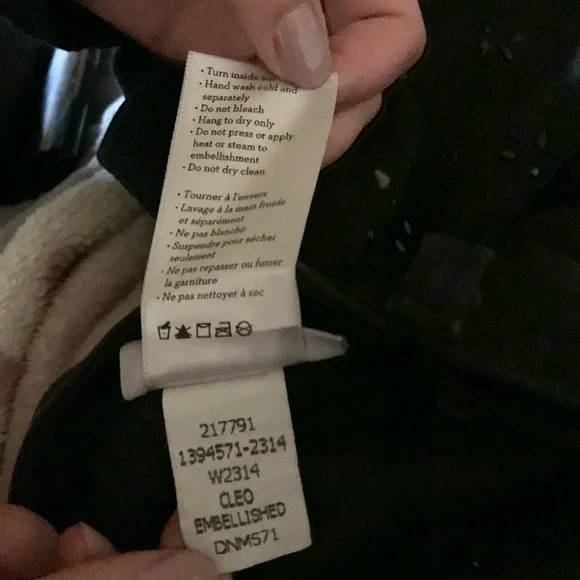 • Turn inside out
• Hand wash cold and
separately
• Do not bleach
• Hang to dry only
• Do not press or apply
heat or steam to
embellishment
• Do not dry clean
• Tourner à l'envers
• Lavage à la main froide
et séparément
• Ne pas blanchir
• Suspendre pour sécher
seulement
• Ne pas repasser ou fumer
la garniture
• Ne pas nettoyer à sec
217791
1394571-2314
W2314
CLEO
EMBELLISHED
DNM571